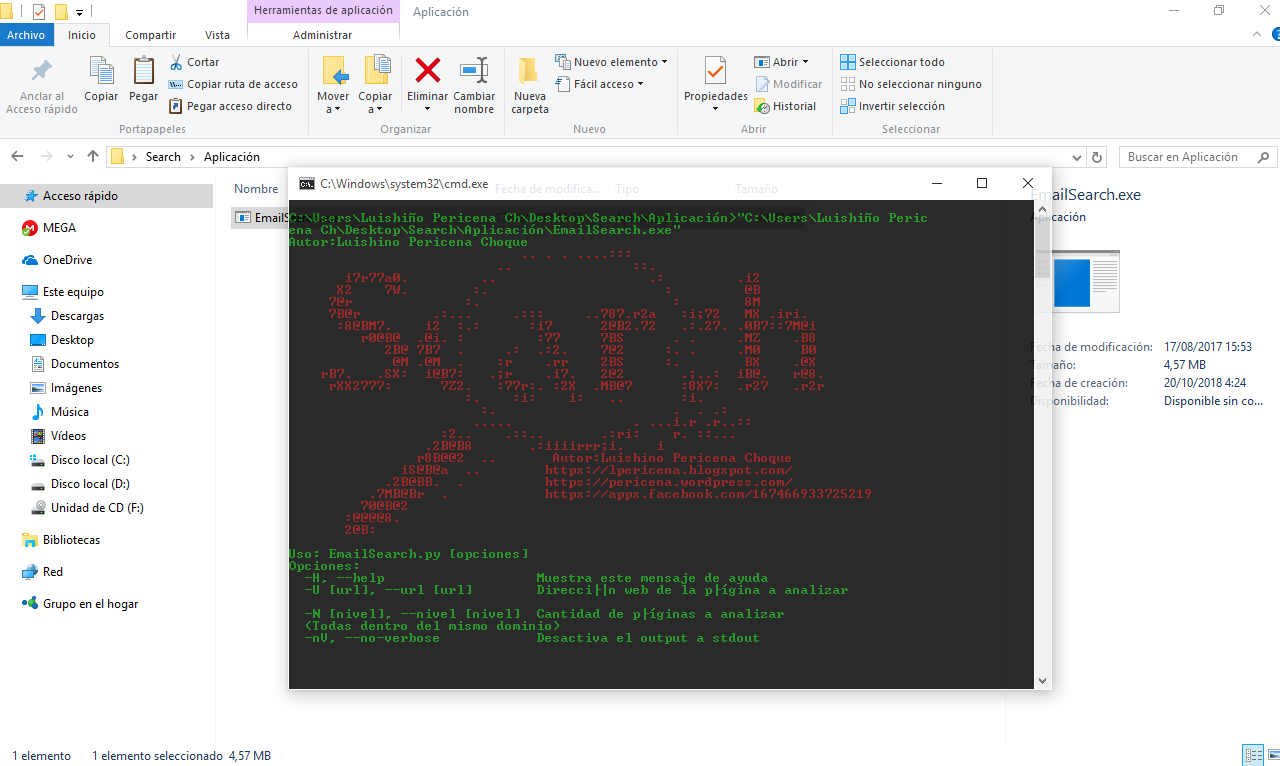 Herramientas de aplicación
Aplicación
Archivo
Inicio
Compartir
Vista
Administrar
Anclar al
Acceso rápido
Copiar
Pegar
Cortar
Copiar ruta de acceso
Pegar acceso directo
Portapapeles
Mover
a
Copiar
a
Eliminar
Cambiar
nombre
Organizar
Nueva
carpeta
Nuevo elemento
Fácil acceso
Nuevo
Propiedades
Abrir
Modificar
Historial
Abrir
Seleccionar todo
No seleccionar ninguno
Invertir selección
Seleccionar
Search
Aplicación
Buscar en Aplicación
Acceso rápido
MEGA
OneDrive
Este equipo
Descargas
Desktop
Documentos
Imágenes
Música
Vídeos
Disco local (C:)
Disco local (D:)
Unidad de CD (F:)
Bibliotecas
Red
Grupo en el hogar
Nombre
Fecha de modifica...
Tipo
Tamaño
C:\Windows\system32\cmd.exe
C:\Users\Luishiño Pericena Ch\Desktop\Search\Aplicación>"C:\Users\Luishiño Peric
ena Ch\Desktop\Search\Aplicación\EmailSearch.exe"
Autor:Luishino Pericena Choque
Autor:Luishino Pericena Choque
https://lpericena.blogspot.com/
https://pericena.wordpress.com/
https://apps.facebook.com/167466933725219
Uso: EmailSearch.py [opciones]
Opciones:
-H, --help Muestra este mensaje de ayuda
-U [url], --url [url] Direcci├│n web de la p├ígina a analizar
-N [nivel], --nivel [nivel] Cantidad de p├íginas a analizar
(Todas dentro del mismo dominio)
-nV, --no-verbose Desactiva el output a stdout
EmailSearch.exe
Aplicación
Fecha de modificación: 17/08/2017 15:53
Tamaño: 4,57 MB
Fecha de creación: 20/10/2018 4:24
Disponibilidad: Disponible sin co...
1 elemento
1 elemento seleccionado 4,57 MB